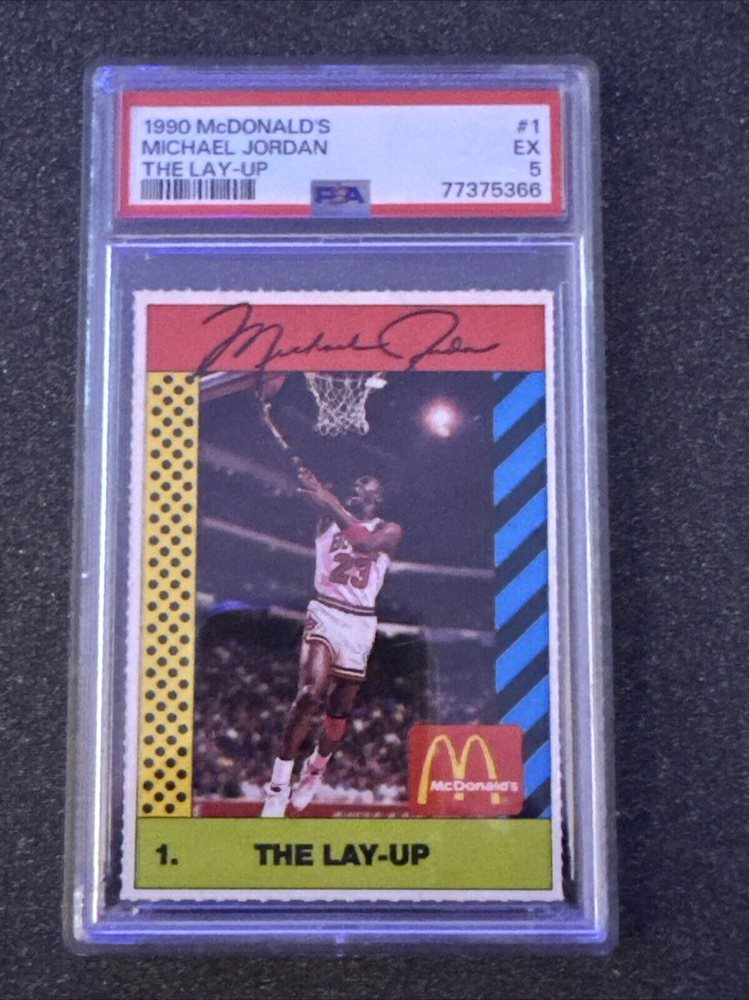 1990 McDONALD'S #1
MICHAEL JORDAN EX
THE LAY-UP 5
PSA 77375366
Michael Jordan
23
McDonald's
1. THE LAY-UP